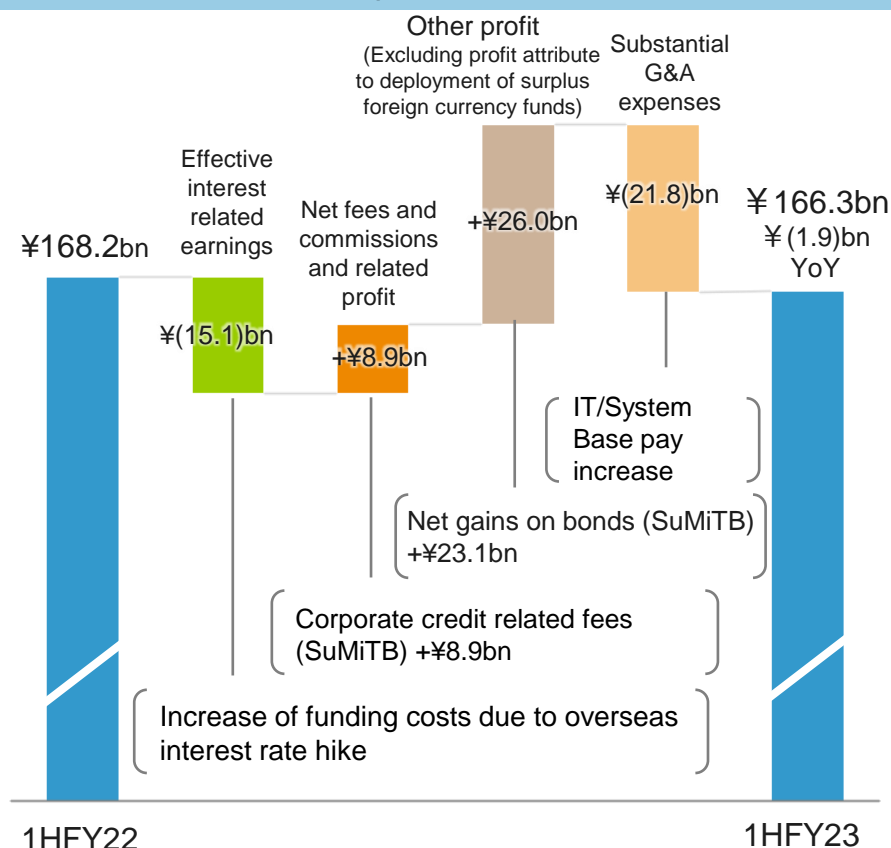 Other profit
(Excluding profit attribute
to deployment of surplus
foreign currency funds)
Substantial
G&A
expenses
Effective
interest
related
earnings
Net fees and
commissions
and related
profit
¥168.2bn
¥(15.1)bn
+¥8.9bn
+¥26.0bn
¥(21.8)bn
¥166.3bn
¥(1.9)bn
YoY
IT/System
Base pay
increase
Net gains on bonds (SuMiTB)
+¥23.1bn
Corporate credit related fees
(SuMiTB) +¥8.9bn
Increase of funding costs due to overseas
interest rate hike
1HFY22
1HFY23